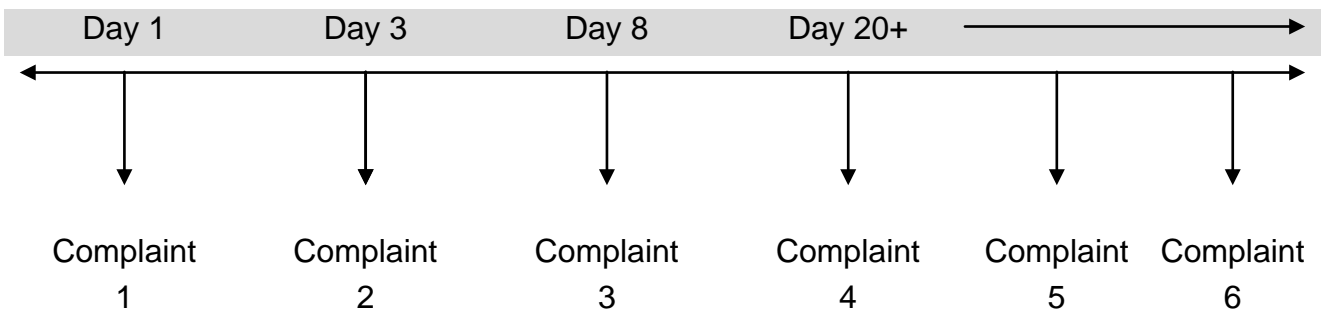 Day 1 Day 3 Day 8 Day 20+
Complaint Complaint Complaint Complaint Complaint Complaint
1 2 3 4 5 6